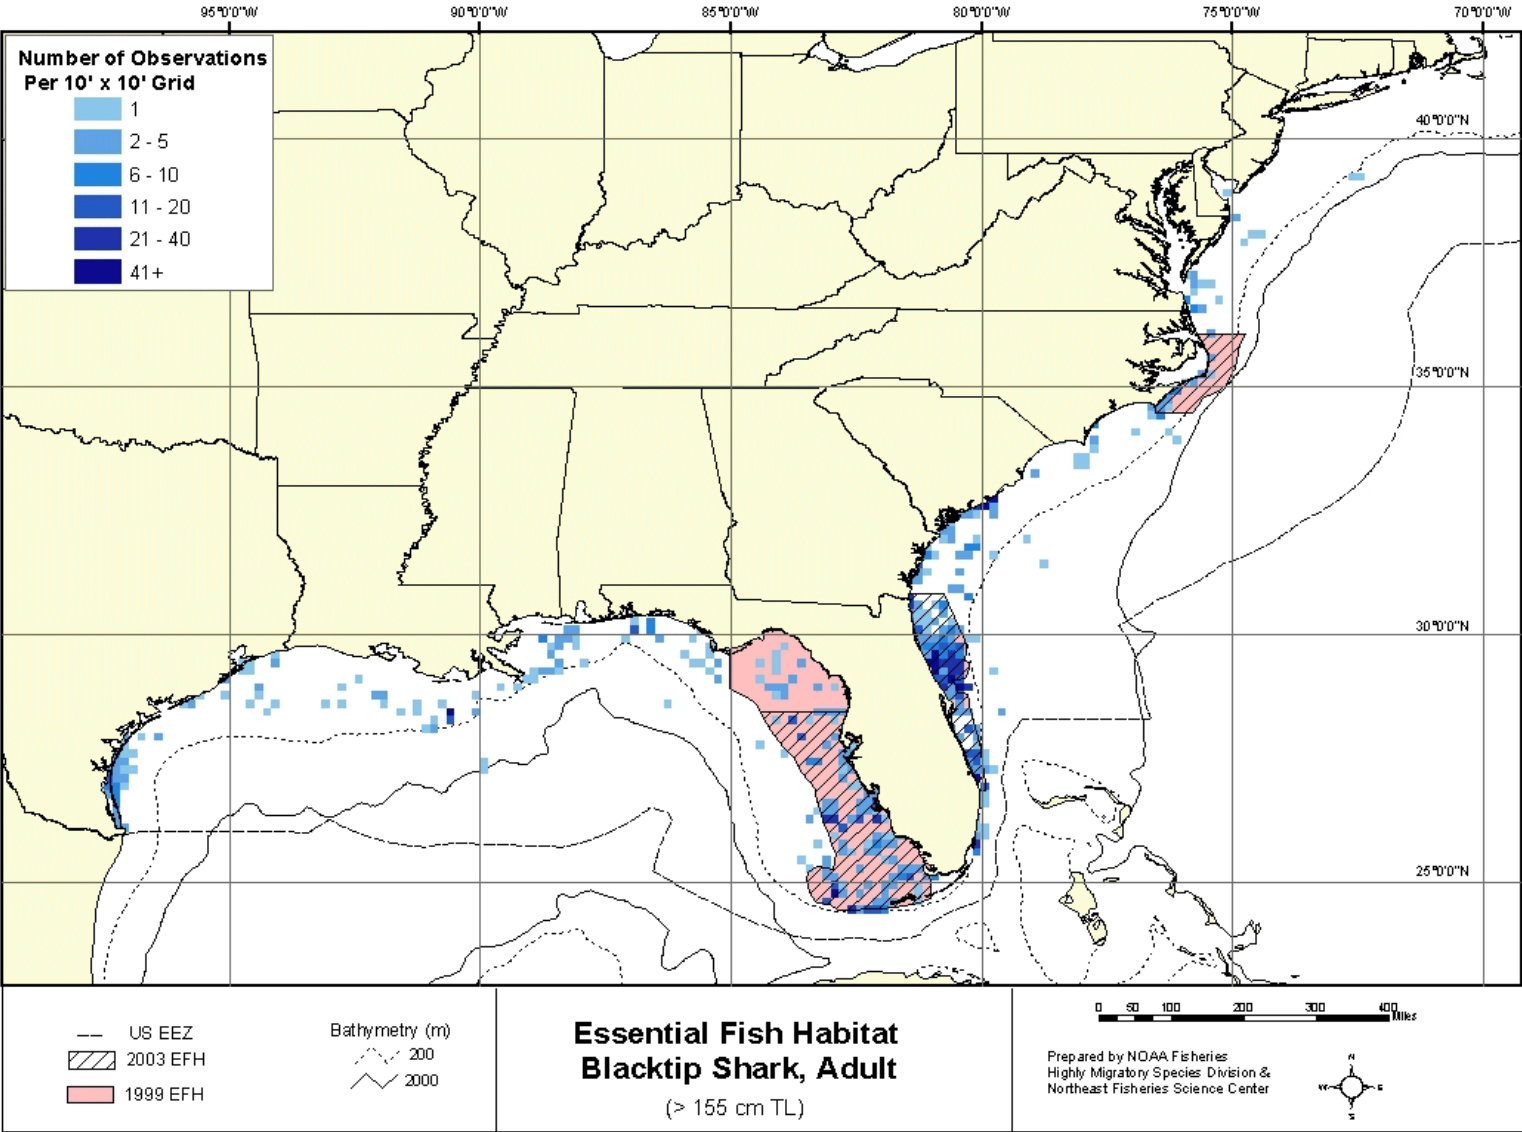 95°0'0"W 90°0'0"W 85°0'0"W 80°0'0"W 75°0'0"W 70°0'0"W
Number of Observations
Per 10' x 10' Grid
1
2 - 5
6 - 10
11 - 20
21 - 40
41+
40°0'0"N
35°0'0"N
30°0'0"N
25°0'0"N
US EEZ
2003 EFH
1999 EFH
Bathymetry (m)
200
2000
Essential Fish Habitat
Blacktip Shark, Adult
(> 155 cm TL)
0 50 100 200 300 400
Miles
Prepared by NOAA Fisheries
Highly Migratory Species Division &
Northeast Fisheries Science Center
N
W E
S